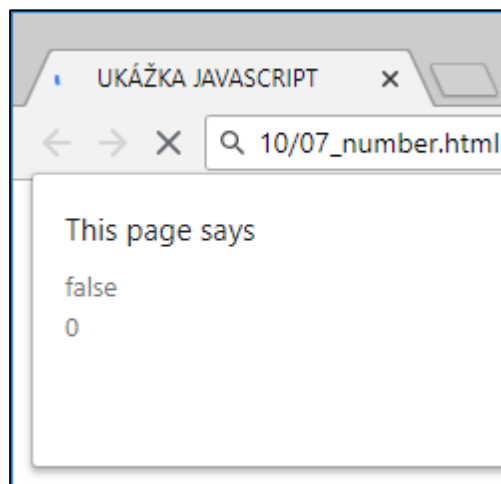 UKÁŽKA JAVASCRIPT
10/07_number.html
This page says
false
0